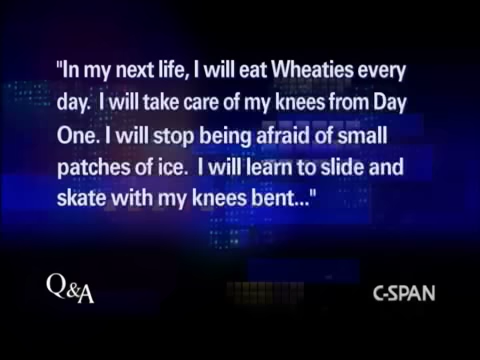 "In my next life, I will eat Wheaties every
day. I will take care of my knees from Day
One. I will stop being afraid of small
patches of ice. I will learn to slide and
skate with my knees bent..."
Q&A
C-SPAN